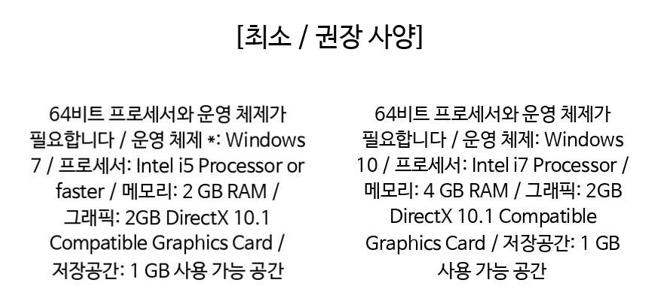 [최소 / 권장 사양]
64비트 프로세서와 운영 체제가
필요합니다 / 운영 체제 *: Windows
7 / 프로세서: Intel i5 Processor or
faster / 메모리: 2 GB RAM /
그래픽: 2GB DirectX 10.1
Compatible Graphics Card /
저장공간: 1 GB 사용 가능 공간
64비트 프로세서와 운영 체제가
필요합니다 / 운영 체제: Windows
10 / 프로세서: Intel i7 Processor /
메모리: 4 GB RAM / 그래픽: 2GB
DirectX 10.1 Compatible
Graphics Card / 저장공간: 1 GB
사용 가능 공간